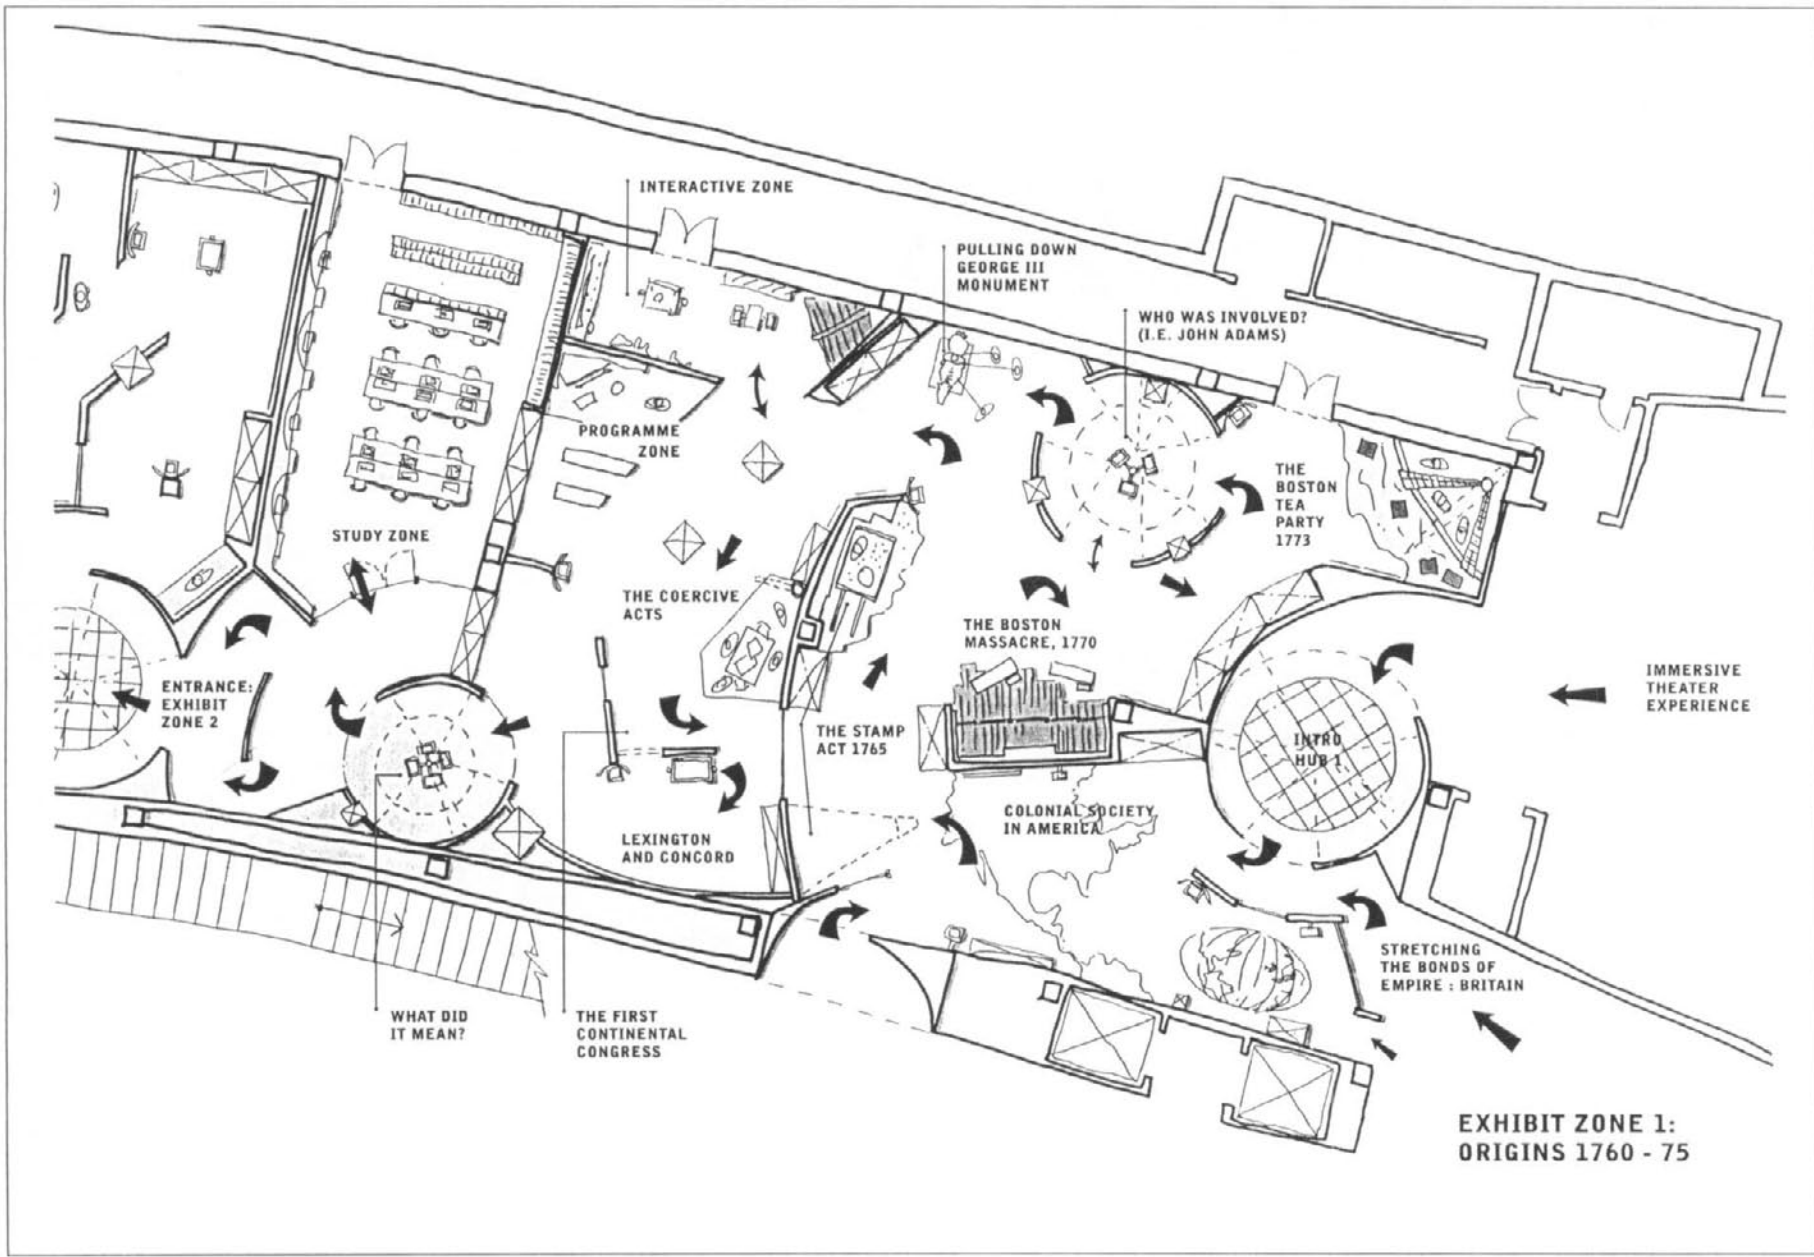 INTERACTIVE ZONE
PULLING DOWN
GEORGE III
MONUMENT
WHO WAS INVOLVED?
(I.E. JOHN ADAMS)
PROGRAMME
ZONE
THE
BOSTON
TEA
PARTY
1773
STUDY ZONE
THE COERCIVE
ACTS
THE BOSTON
MASSACRE, 1770
IMMERSIVE
THEATER
EXPERIENCE
ENTRANCE:
EXHIBIT
ZONE 2
THE STAMP
ACT 1765
INTRO
HUB 1
COLONIAL SOCIETY
IN AMERICA
LEXINGTON
AND CONCORD
STRETCHING
THE BONDS OF
EMPIRE : BRITAIN
WHAT DID
IT MEAN?
THE FIRST
CONTINENTAL
CONGRESS
EXHIBIT ZONE 1:
ORIGINS 1760 - 75